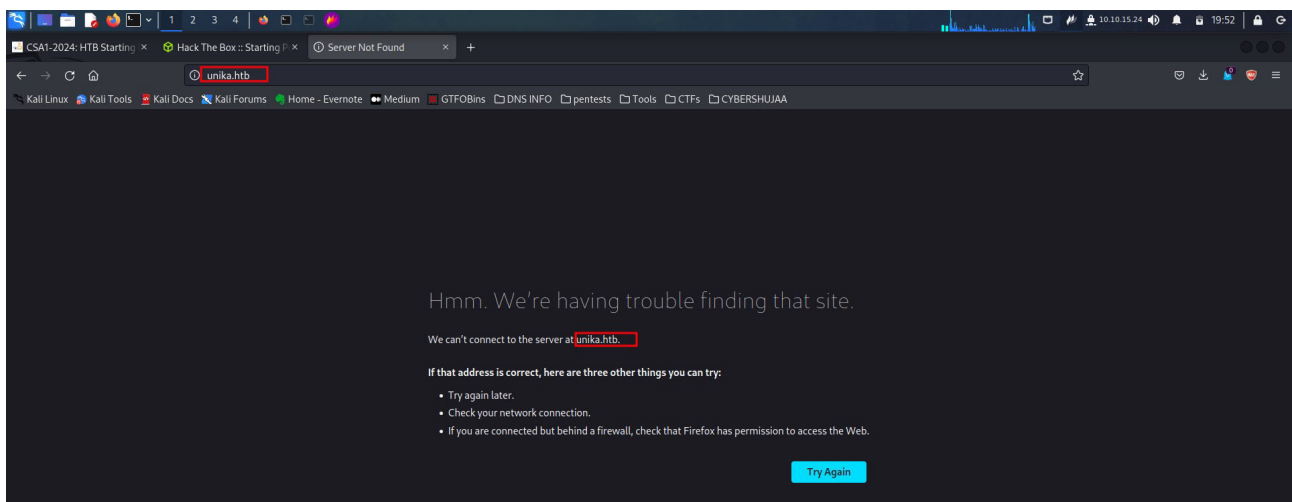 1 2 3 4 10.10.15.24 19:52
CSA1-2024: HTB Starting Hack The Box :: Starting P Server Not Found
unika.htb
Kali Linux Kali Tools Kali Docs Kali Forums Home - Evernote Medium GTFOBins DNS INFO pentests Tools CTFs CYBERSHUJAA
Hmm. We're having trouble finding that site.
We can't connect to the server at unika.htb.
If that address is correct, here are three other things you can try:
• Try again later.
• Check your network connection.
• If you are connected but behind a firewall, check that Firefox has permission to access the Web.
Try Again